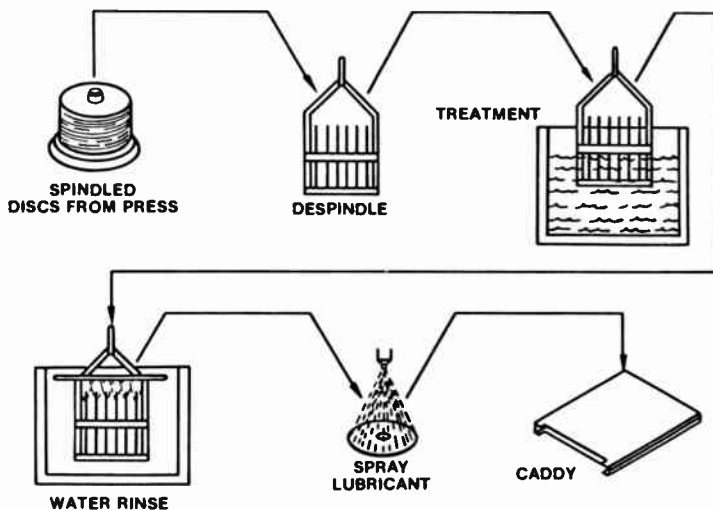 SPINDLED
DISCS FROM PRESS
DESPINDLE
TREATMENT
WATER RINSE
SPRAY
LUBRICANT
CADDY